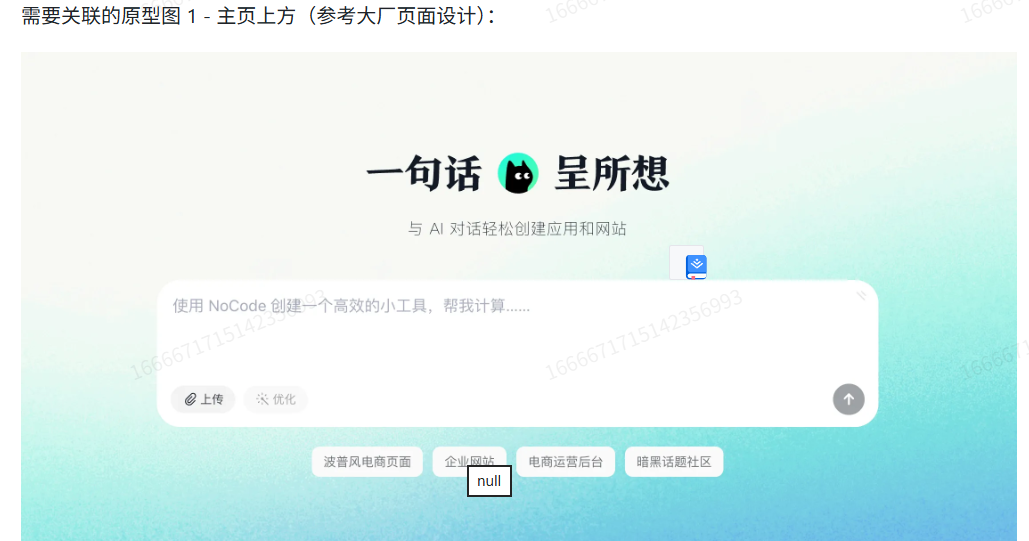 需要关联的原型图 1 - 主页上方（参考大厂页面设计）：
一句话 呈所想
与 AI 对话轻松创建应用和网站
使用 NoCode 创建一个高效的小工具，帮我计算......
上传 优化
波普风电商页面 企业网站 电商运营后台 暗黑话题社区
null
1666671715142356993
1666671715142356993